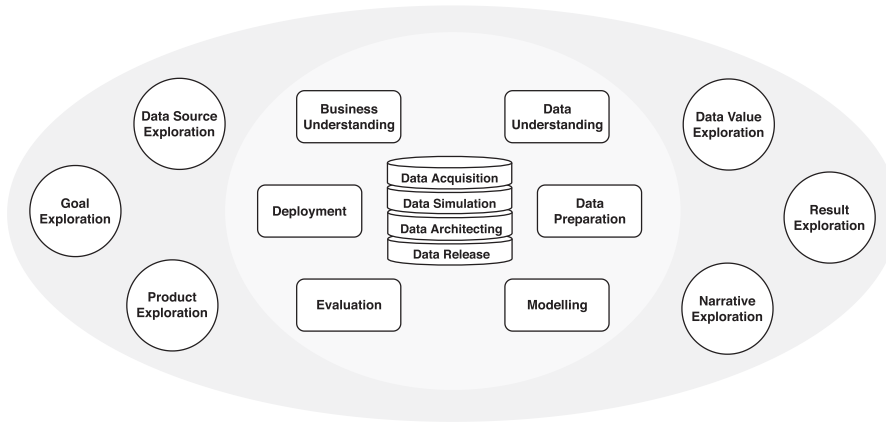 Data Source
Exploration
Goal
Exploration
Product
Exploration
Business
Understanding
Data
Understanding
Deployment
Data Acquisition
Data Simulation
Data Architecting
Data Release
Data
Preparation
Evaluation
Modelling
Data Value
Exploration
Result
Exploration
Narrative
Exploration